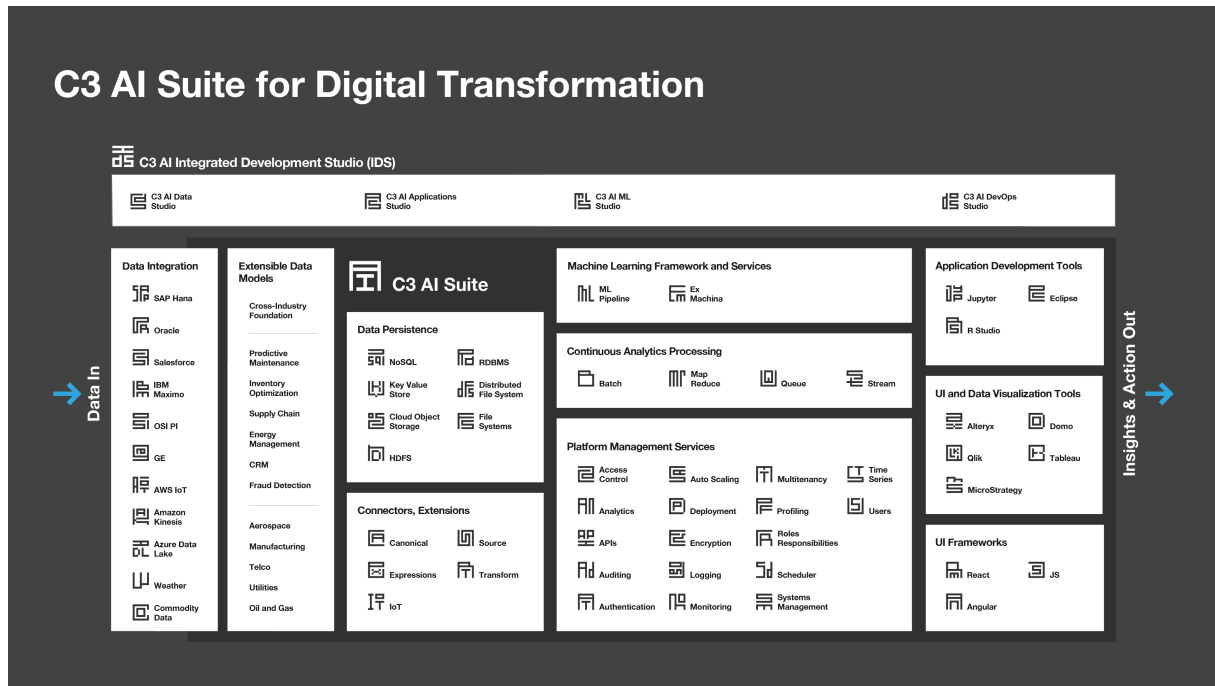 C3 AI Suite for Digital Transformation
C3 AI Integrated Development Studio (IDS)
C3 AI Data
Studio
C3 AI Applications
Studio
C3 AI ML
Studio
C3 AI DevOps
Studio
Data In
Data Integration
SAP Hana
Oracle
Salesforce
IBM
Maximo
OSI PI
GE
AWS IoT
Amazon
Kinesis
Azure Data
Lake
Weather
Commodity
Data
Extensible Data
Models
Cross-Industry
Foundation
Predictive
Maintenance
Inventory
Optimization
Supply Chain
Energy
Management
CRM
Fraud Detection
Aerospace
Manufacturing
Telco
Utilities
Oil and Gas
C3 AI Suite
Data Persistence
NoSQL
RDBMS
Key Value
Store
Distributed
File System
Cloud Object
Storage
File
Systems
HDFS
Connectors, Extensions
Canonical
Source
Expressions
Transform
IoT
Machine Learning Framework and Services
ML
Pipeline
Ex
Machina
Continuous Analytics Processing
Batch
Map
Reduce
Queue
Stream
Platform Management Services
Access
Control
Auto Scaling
Multitenancy
Time
Series
Analytics
Deployment
Profiling
Users
APIs
Encryption
Roles
Responsibilities
Auditing
Logging
Scheduler
Authentication
Monitoring
Systems
Management
Application Development Tools
Jupyter
Eclipse
R Studio
UI and Data Visualization Tools
Alteryx
Domo
Qlik
Tableau
MicroStrategy
UI Frameworks
React
JS
Angular
Insights & Action Out